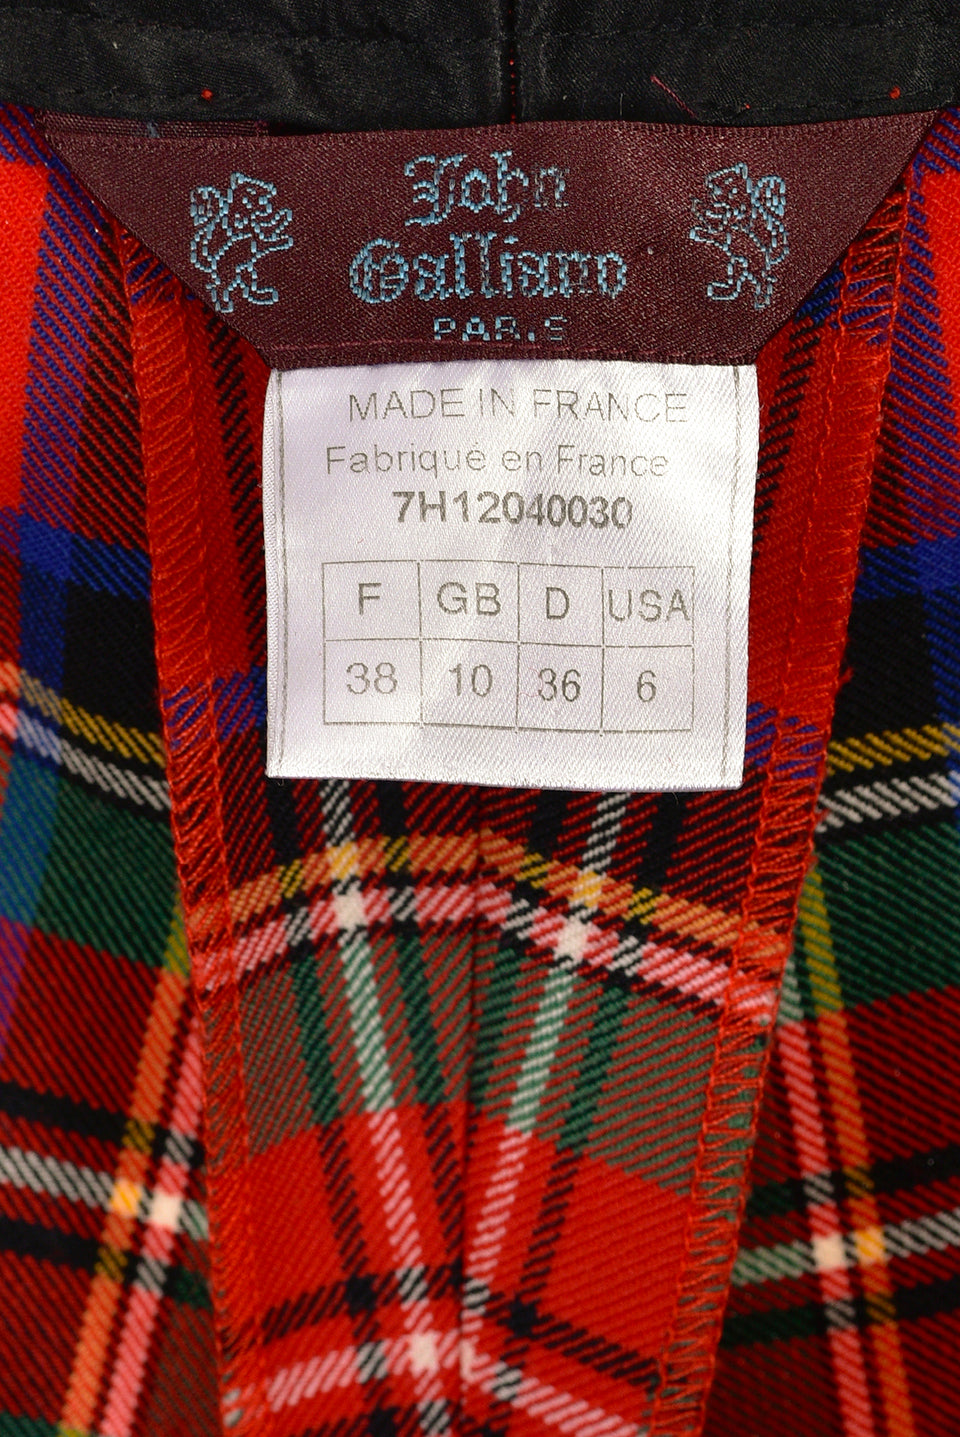 John
Galliano
PARIS
MADE IN FRANCE
Fabriqué en France
7H12040030
F GB D USA
38 10 36 6